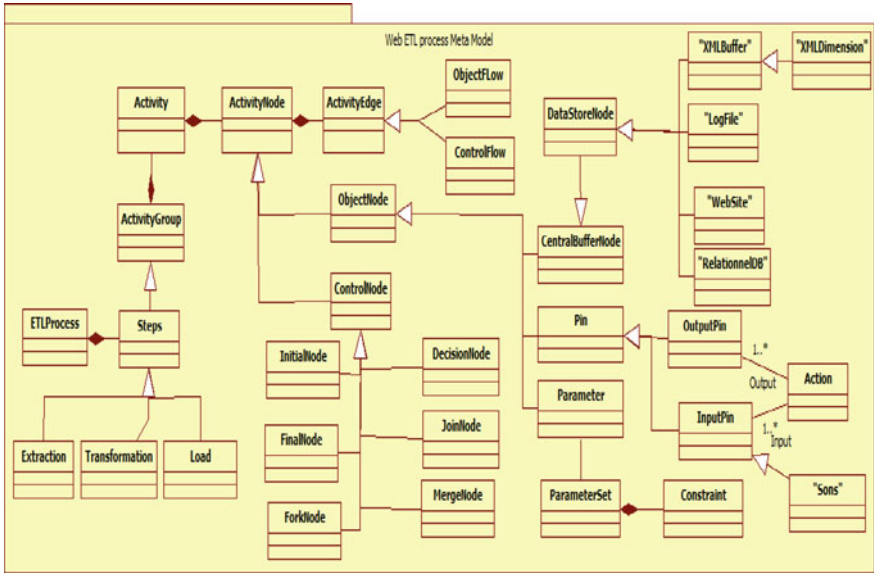 Web ETL process Meta Model
Activity
ActivityNode
ActivityEdge
ObjectFLow
ControlFlow
DataStoreNode
"XMLBuffer"
"XMLDimension"
"LogFile"
"WebSite"
"RelationnelDB"
ActivityGroup
ObjectNode
CentralBufferNode
ControlNode
ETLProcess
Steps
Pin
OutputPin
InitialNode
DecisionNode
1..*
Output
Action
Parameter
InputPin
1..*
Input
FinalNode
JoinNode
Extraction
Transformation
Load
"Sons"
ForkNode
MergeNode
ParameterSet
Constraint